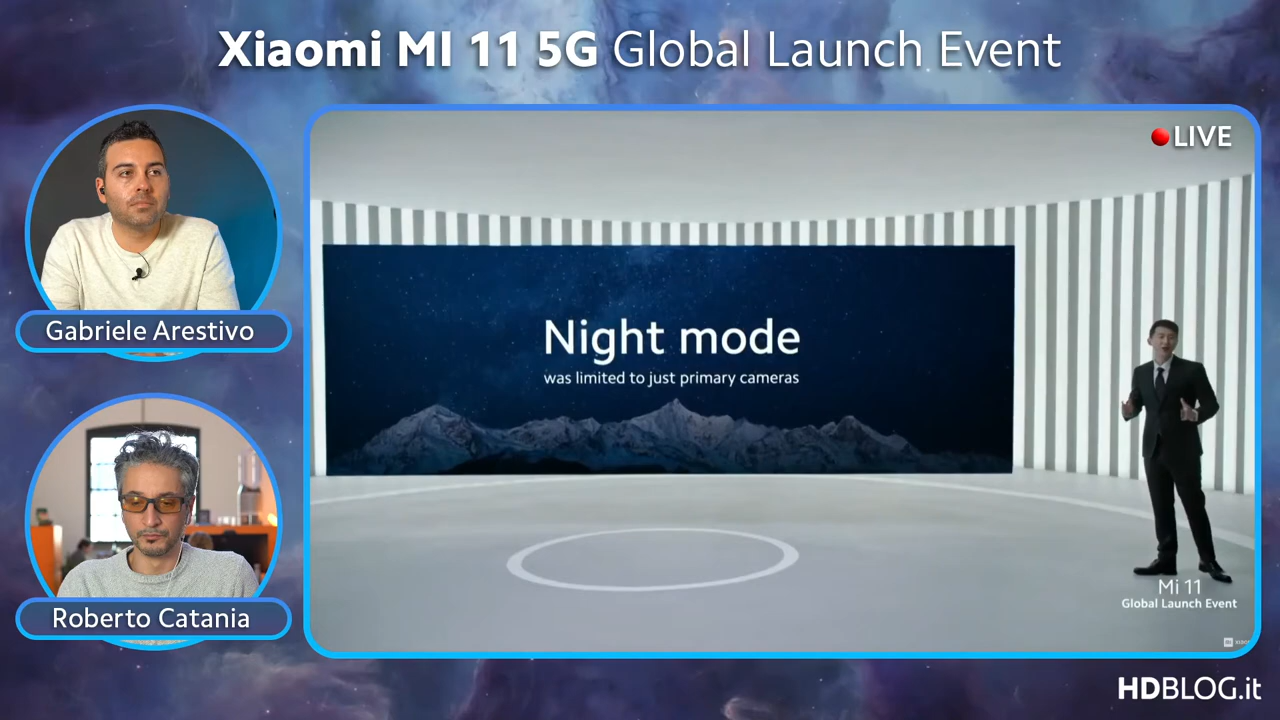 Xiaomi MI 11 5G Global Launch Event
LIVE
Gabriele Arestivo
Night mode
was limited to just primary cameras
Roberto Catania
Mi 11
Global Launch Event
HDBLOG.it